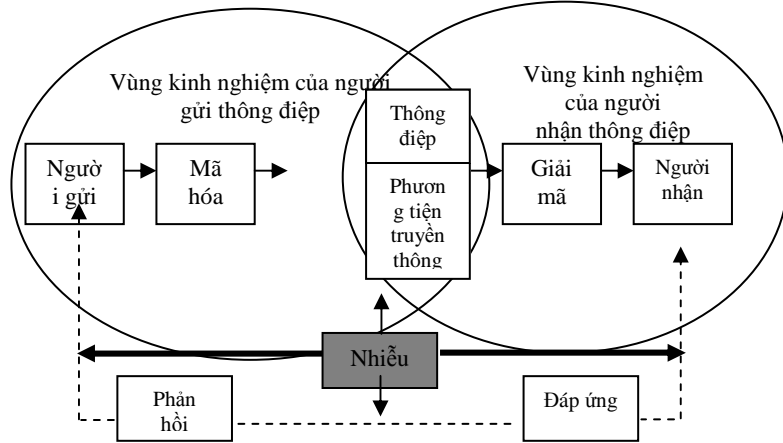 Vùng kinh nghiệm của người
gửi thông điệp
Vùng kinh nghiệm
của người
nhận thông điệp
Thông
điệp
Ngườ
i gửi
Mã
hóa
Phươn
g tiện
truyền
thông
Giải
mã
Người
nhận
Nhiễu
Phản
hồi
Đáp ứng